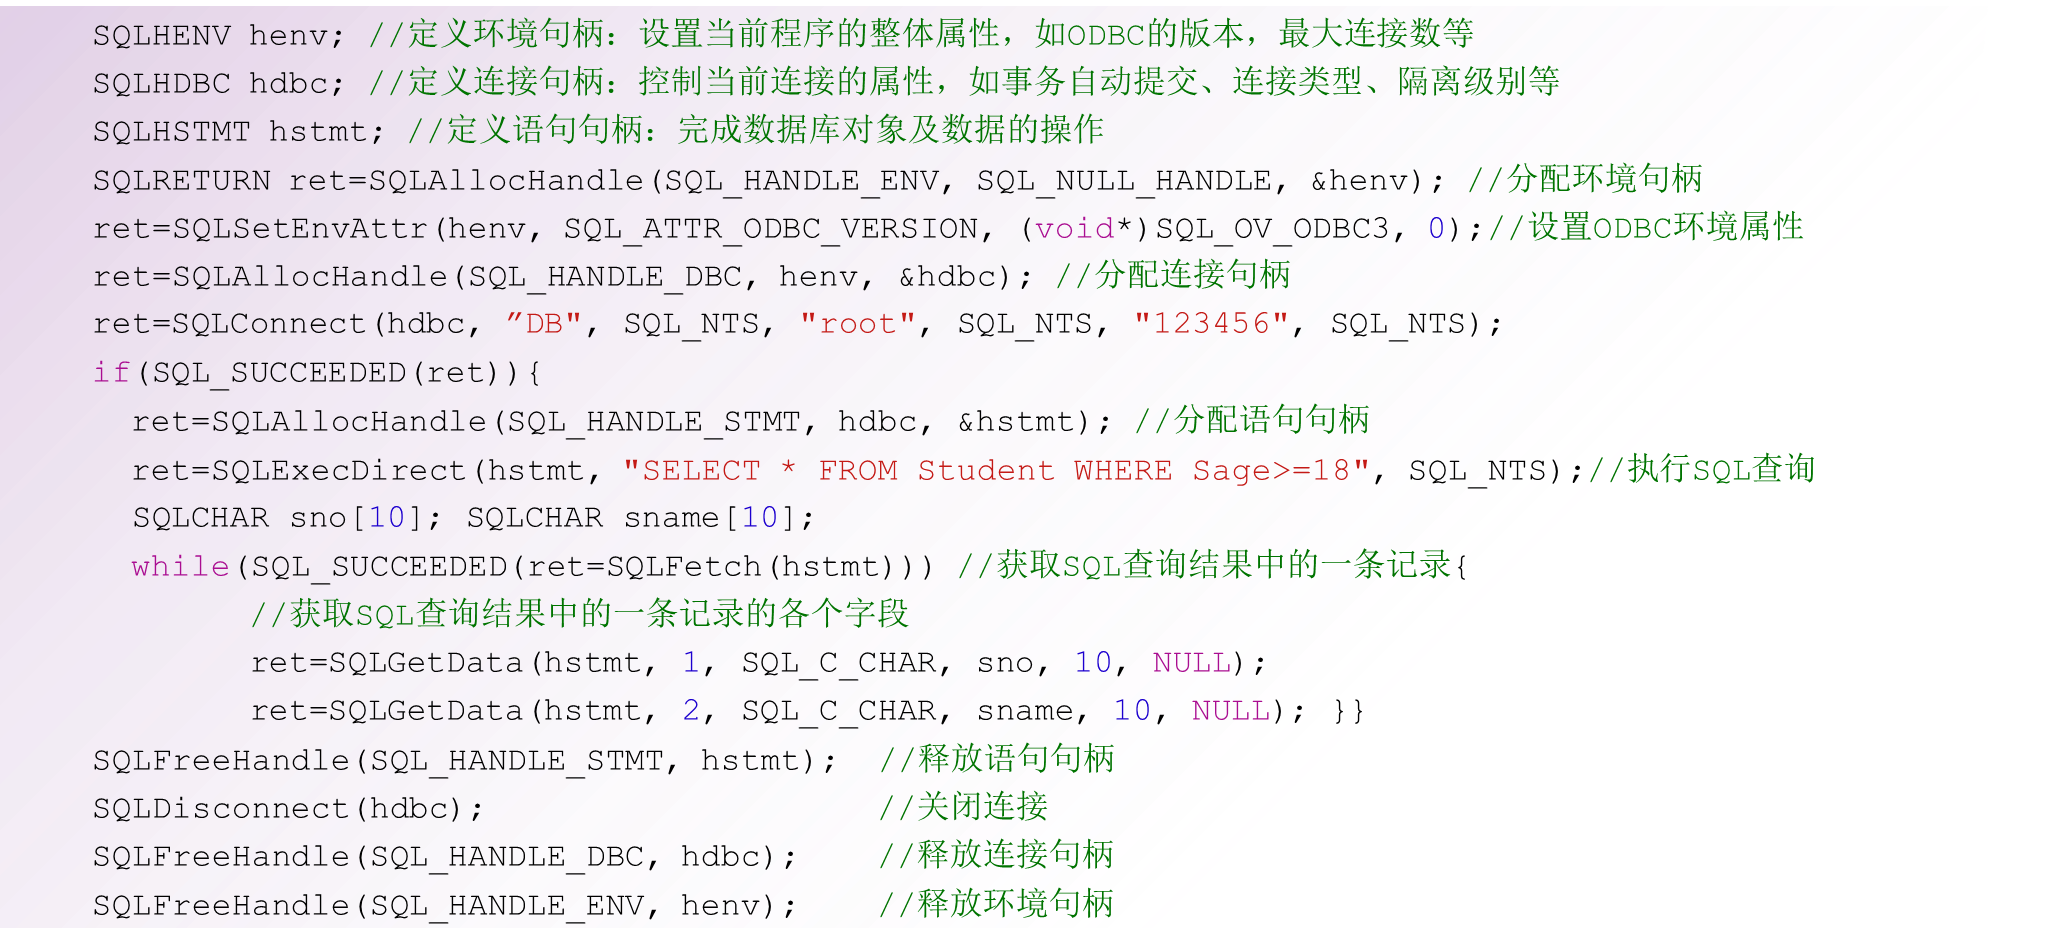 SQLHENV henv; //定义环境句柄：设置当前程序的整体属性，如ODBC的版本，最大连接数等
SQLHDBC hdbc; //定义连接句柄：控制当前连接的属性，如事务自动提交、连接类型、隔离级别等
SQLHSTMT hstmt; //定义语句句柄：完成数据库对象及数据的操作
SQLRETURN ret=SQLAllocHandle(SQL_HANDLE_ENV, SQL_NULL_HANDLE, &henv); //分配环境句柄
ret=SQLSetEnvAttr(henv, SQL_ATTR_ODBC_VERSION, (void*)SQL_OV_ODBC3, 0);//设置ODBC环境属性
ret=SQLAllocHandle(SQL_HANDLE_DBC, henv, &hdbc); //分配连接句柄
ret=SQLConnect(hdbc, ”DB", SQL_NTS, "root", SQL_NTS, "123456", SQL_NTS);
if(SQL_SUCCEEDED(ret)){
  ret=SQLAllocHandle(SQL_HANDLE_STMT, hdbc, &hstmt); //分配语句句柄
  ret=SQLExecDirect(hstmt, "SELECT * FROM Student WHERE Sage>=18", SQL_NTS);//执行SQL查询
  SQLCHAR sno[10]; SQLCHAR sname[10];
  while(SQL_SUCCEEDED(ret=SQLFetch(hstmt))) //获取SQL查询结果中的一条记录{
        //获取SQL查询结果中的一条记录的各个字段
        ret=SQLGetData(hstmt, 1, SQL_C_CHAR, sno, 10, NULL);
        ret=SQLGetData(hstmt, 2, SQL_C_CHAR, sname, 10, NULL); }}
SQLFreeHandle(SQL_HANDLE_STMT, hstmt);  //释放语句句柄
SQLDisconnect(hdbc);                    //关闭连接
SQLFreeHandle(SQL_HANDLE_DBC, hdbc);    //释放连接句柄
SQLFreeHandle(SQL_HANDLE_ENV, henv);    //释放环境句柄